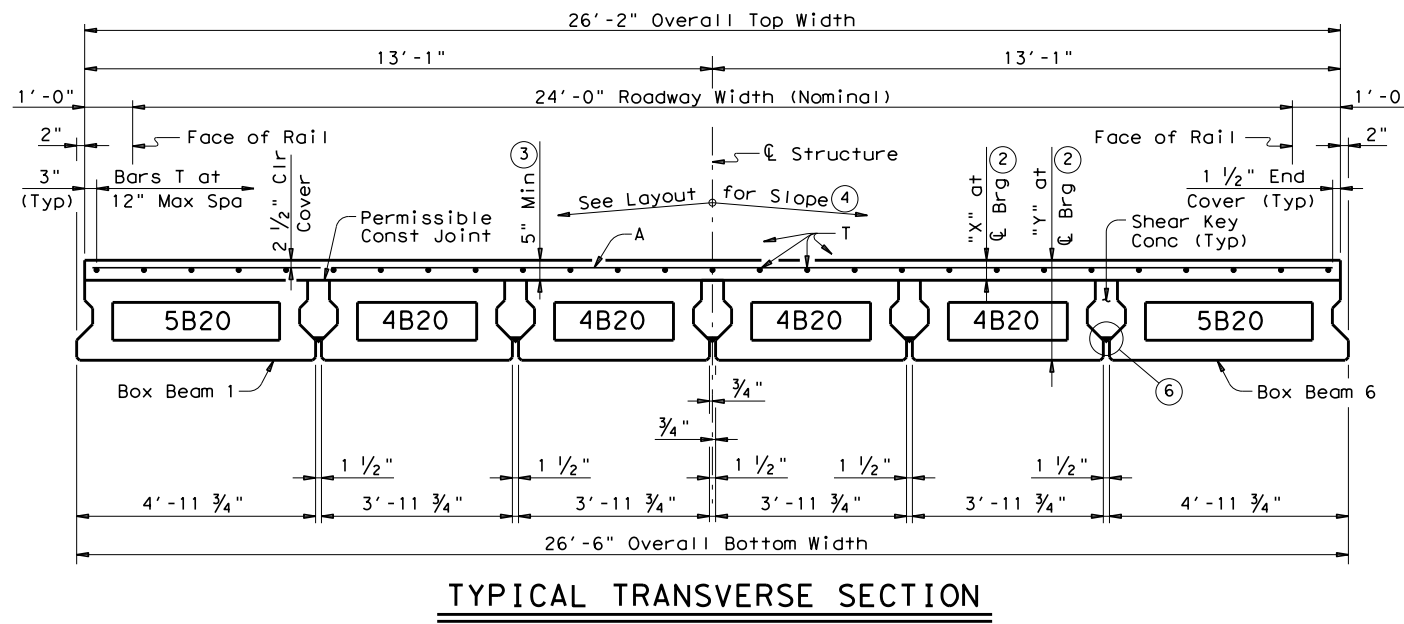 26'-2" Overall Top Width
13'-1"
13'-1"
1'-0"
24'-0" Roadway Width (Nominal)
1'-0
2"
Face of Rail
Face of Rail
2"
3"
(Typ)
Bars T at
12" Max Spa
2 ½" Clr
Cover
Permissible
Const Joint
5" Min 3
℄ Structure
See Layout for Slope 4
A
T
"X" at
℄ Brg 2
"Y" at
℄ Brg 2
1 ½" End
Cover (Typ)
Shear Key
Conc (Typ)
5B20
4B20
4B20
4B20
4B20
5B20
Box Beam 1
6
Box Beam 6
¾"
¾"
1 ½"
1 ½"
1 ½"
1 ½"
1 ½"
4'-11 ¾"
3'-11 ¾"
3'-11 ¾"
3'-11 ¾"
3'-11 ¾"
4'-11 ¾"
26'-6" Overall Bottom Width
TYPICAL TRANSVERSE SECTION